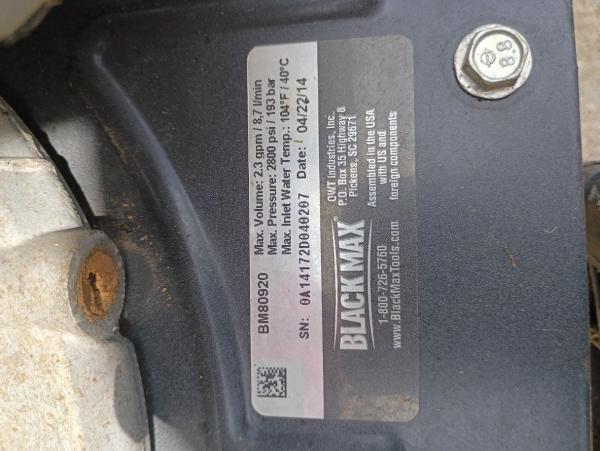 BM80920
Max. Volume: 2.3 gpm / 8,7 l/min
Max. Pressure: 2800 psi / 193 bar
Max. Inlet Water Temp.: 104°F / 40°C
SN: 0A14172D040207 Date: 04/22/14
BLACK MAX®
1-800-726-5760
www.BlackMaxTools.com
OWT Industries, Inc.
P.O. Box 35 Highway 8
Pickens, SC 29671
Assembled in the USA
with US and
foreign components
8.8